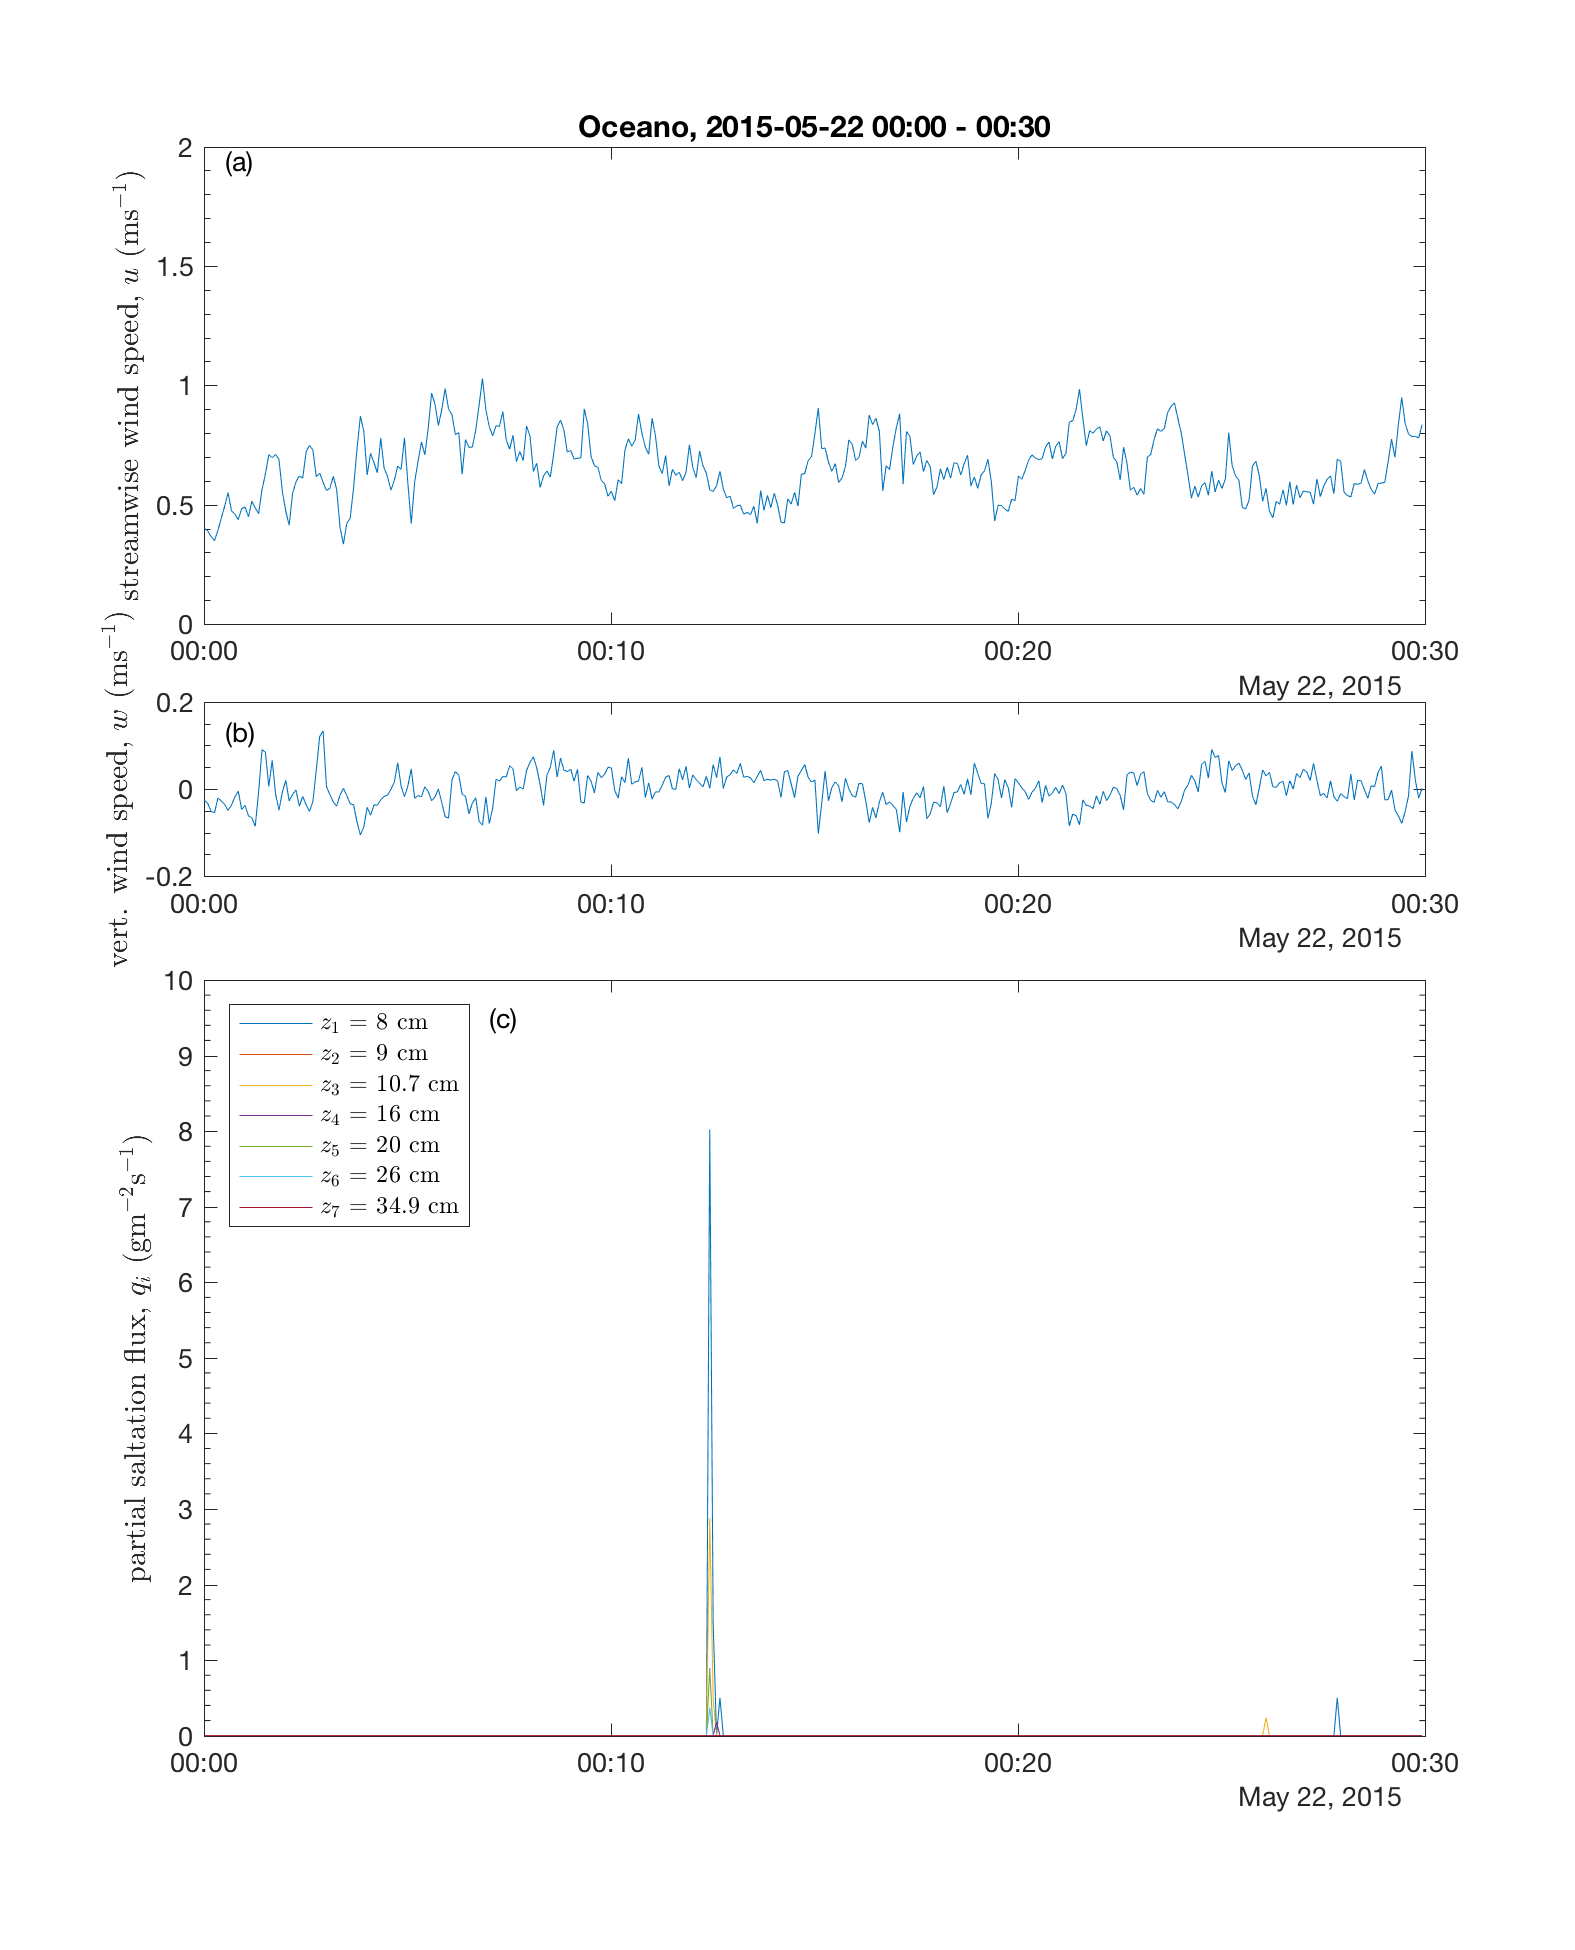 Oceano, 2015-05-22 00:00 - 00:30
(a)
streamwise wind speed, u (ms⁻¹)
2
1.5
1
0.5
0
00:00 00:10 00:20 00:30
May 22, 2015
(b)
vert. wind speed, w (ms⁻¹)
0.2
0
-0.2
00:00 00:10 00:20 00:30
May 22, 2015
(c)
partial saltation flux, qᵢ (gm⁻²s⁻¹)
10
9
8
7
6
5
4
3
2
1
0
z₁ = 8 cm
z₂ = 9 cm
z₃ = 10.7 cm
z₄ = 16 cm
z₅ = 20 cm
z₆ = 26 cm
z₇ = 34.9 cm
00:00 00:10 00:20 00:30
May 22, 2015